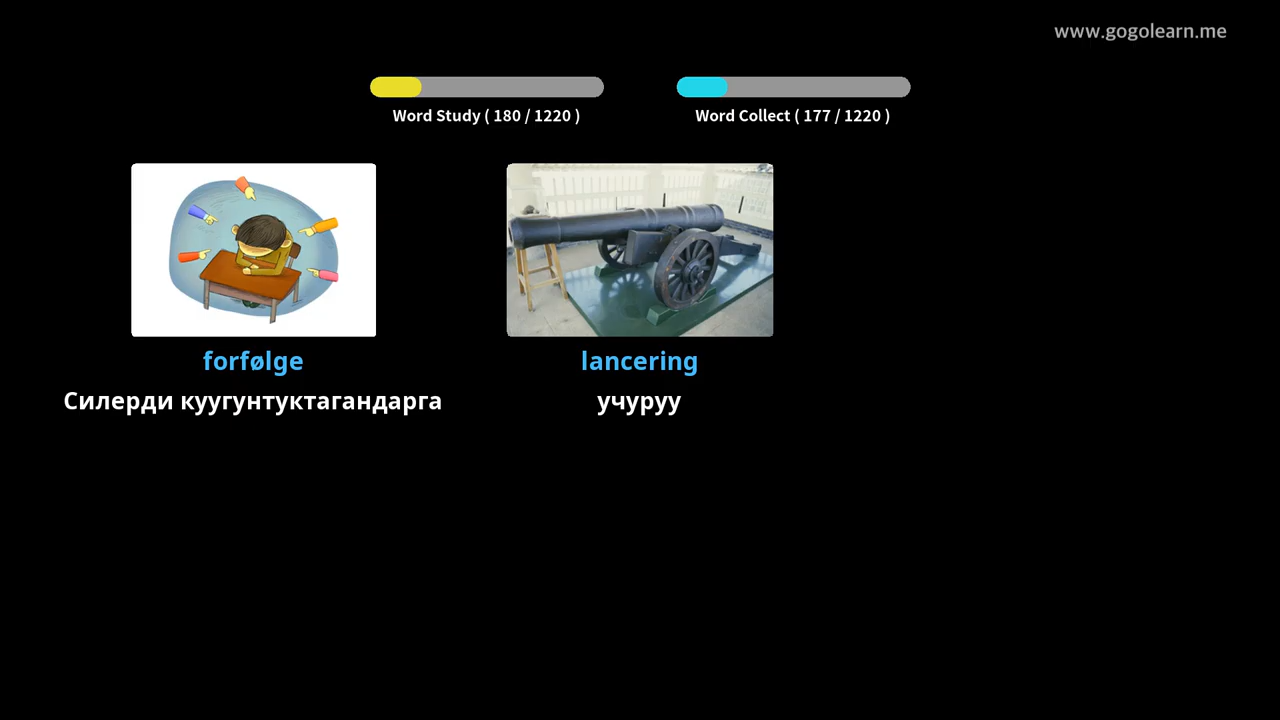 www.gogolearn.me
Word Study ( 180 / 1220 )
Word Collect ( 177 / 1220 )
forfølge
Силерди куугунтуктагандарга
lancering
учуруу